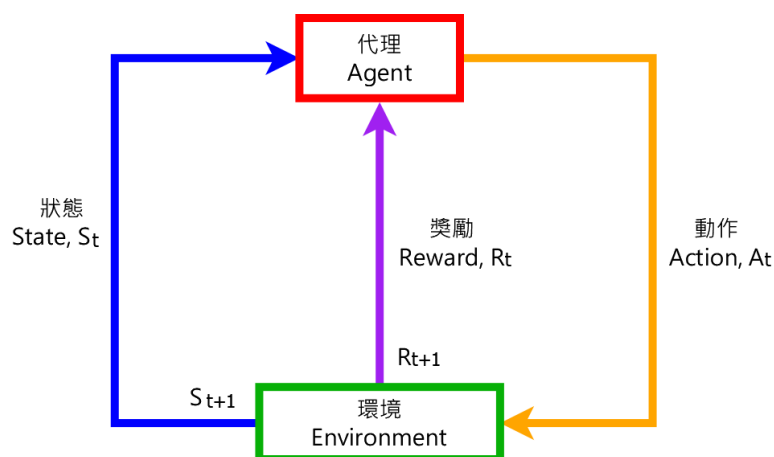 代理
Agent
狀態
State, St
獎勵
Reward, Rt
動作
Action, At
Rt+1
St+1
環境
Environment